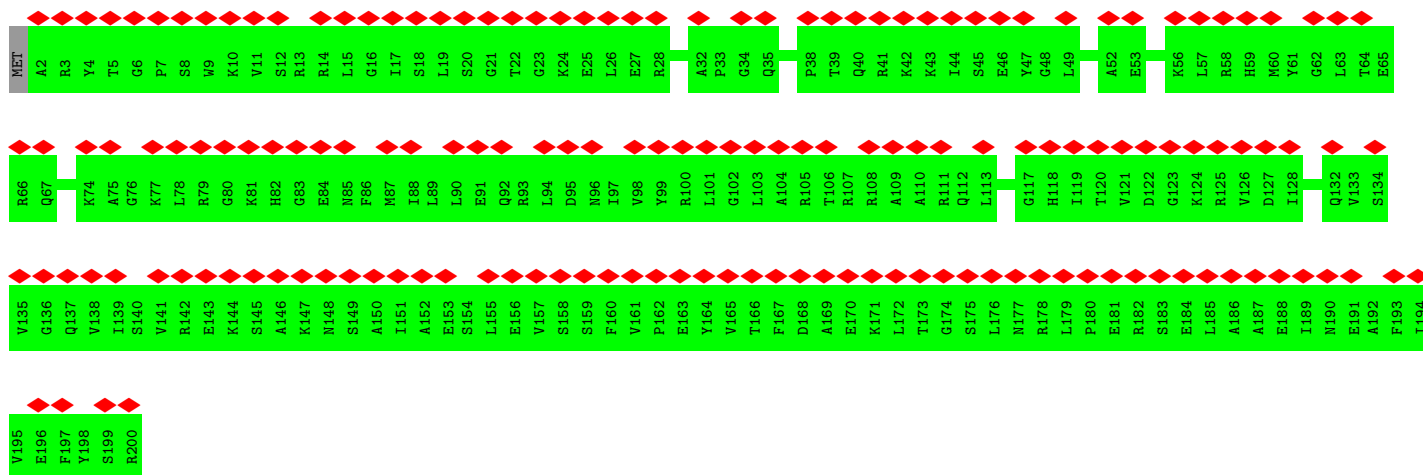 MET A2 R3 Y4 T5 G6 P7 S8 W9 K10 V11 S12 R13 R14 L15 G16 I17 S18 L19 S20 G21 T22 G23 K24 E25 L26 E27 R28 A32 P33 G34 Q35 P38 T39 Q40 R41 K42 K43 I44 S45 E46 Y47 G48 L49 A52 E53 K56 L57 R58 H59 M60 Y61 G62 L63 T64 E65
R66 Q67 K74 A75 G76 K77 L78 R79 G80 K81 H82 G83 E84 N85 F86 M87 I88 L89 L90 E91 Q92 R93 L94 D95 N96 I97 V98 Y99 R100 L101 G102 L103 A104 R105 T106 R107 R108 A109 A110 R111 Q112 L113 G117 H118 I119 T120 V121 D122 G123 K124 R125 V126 D127 I128 Q132 V133 S134
V135 G136 Q137 V138 I139 S140 V141 R142 E143 K144 S145 A146 K147 N148 S149 A150 I151 A152 E153 S154 L155 E156 V157 S158 S159 F160 V161 P162 E163 Y164 V165 T166 F167 D168 A169 E170 K171 L172 T173 G174 S175 L176 N177 R178 L179 P180 E181 R182 S183 E184 L185 A186 A187 E188 I189 N190 E191 A192 F193 I194
V195 E196 F197 Y198 S199 R200